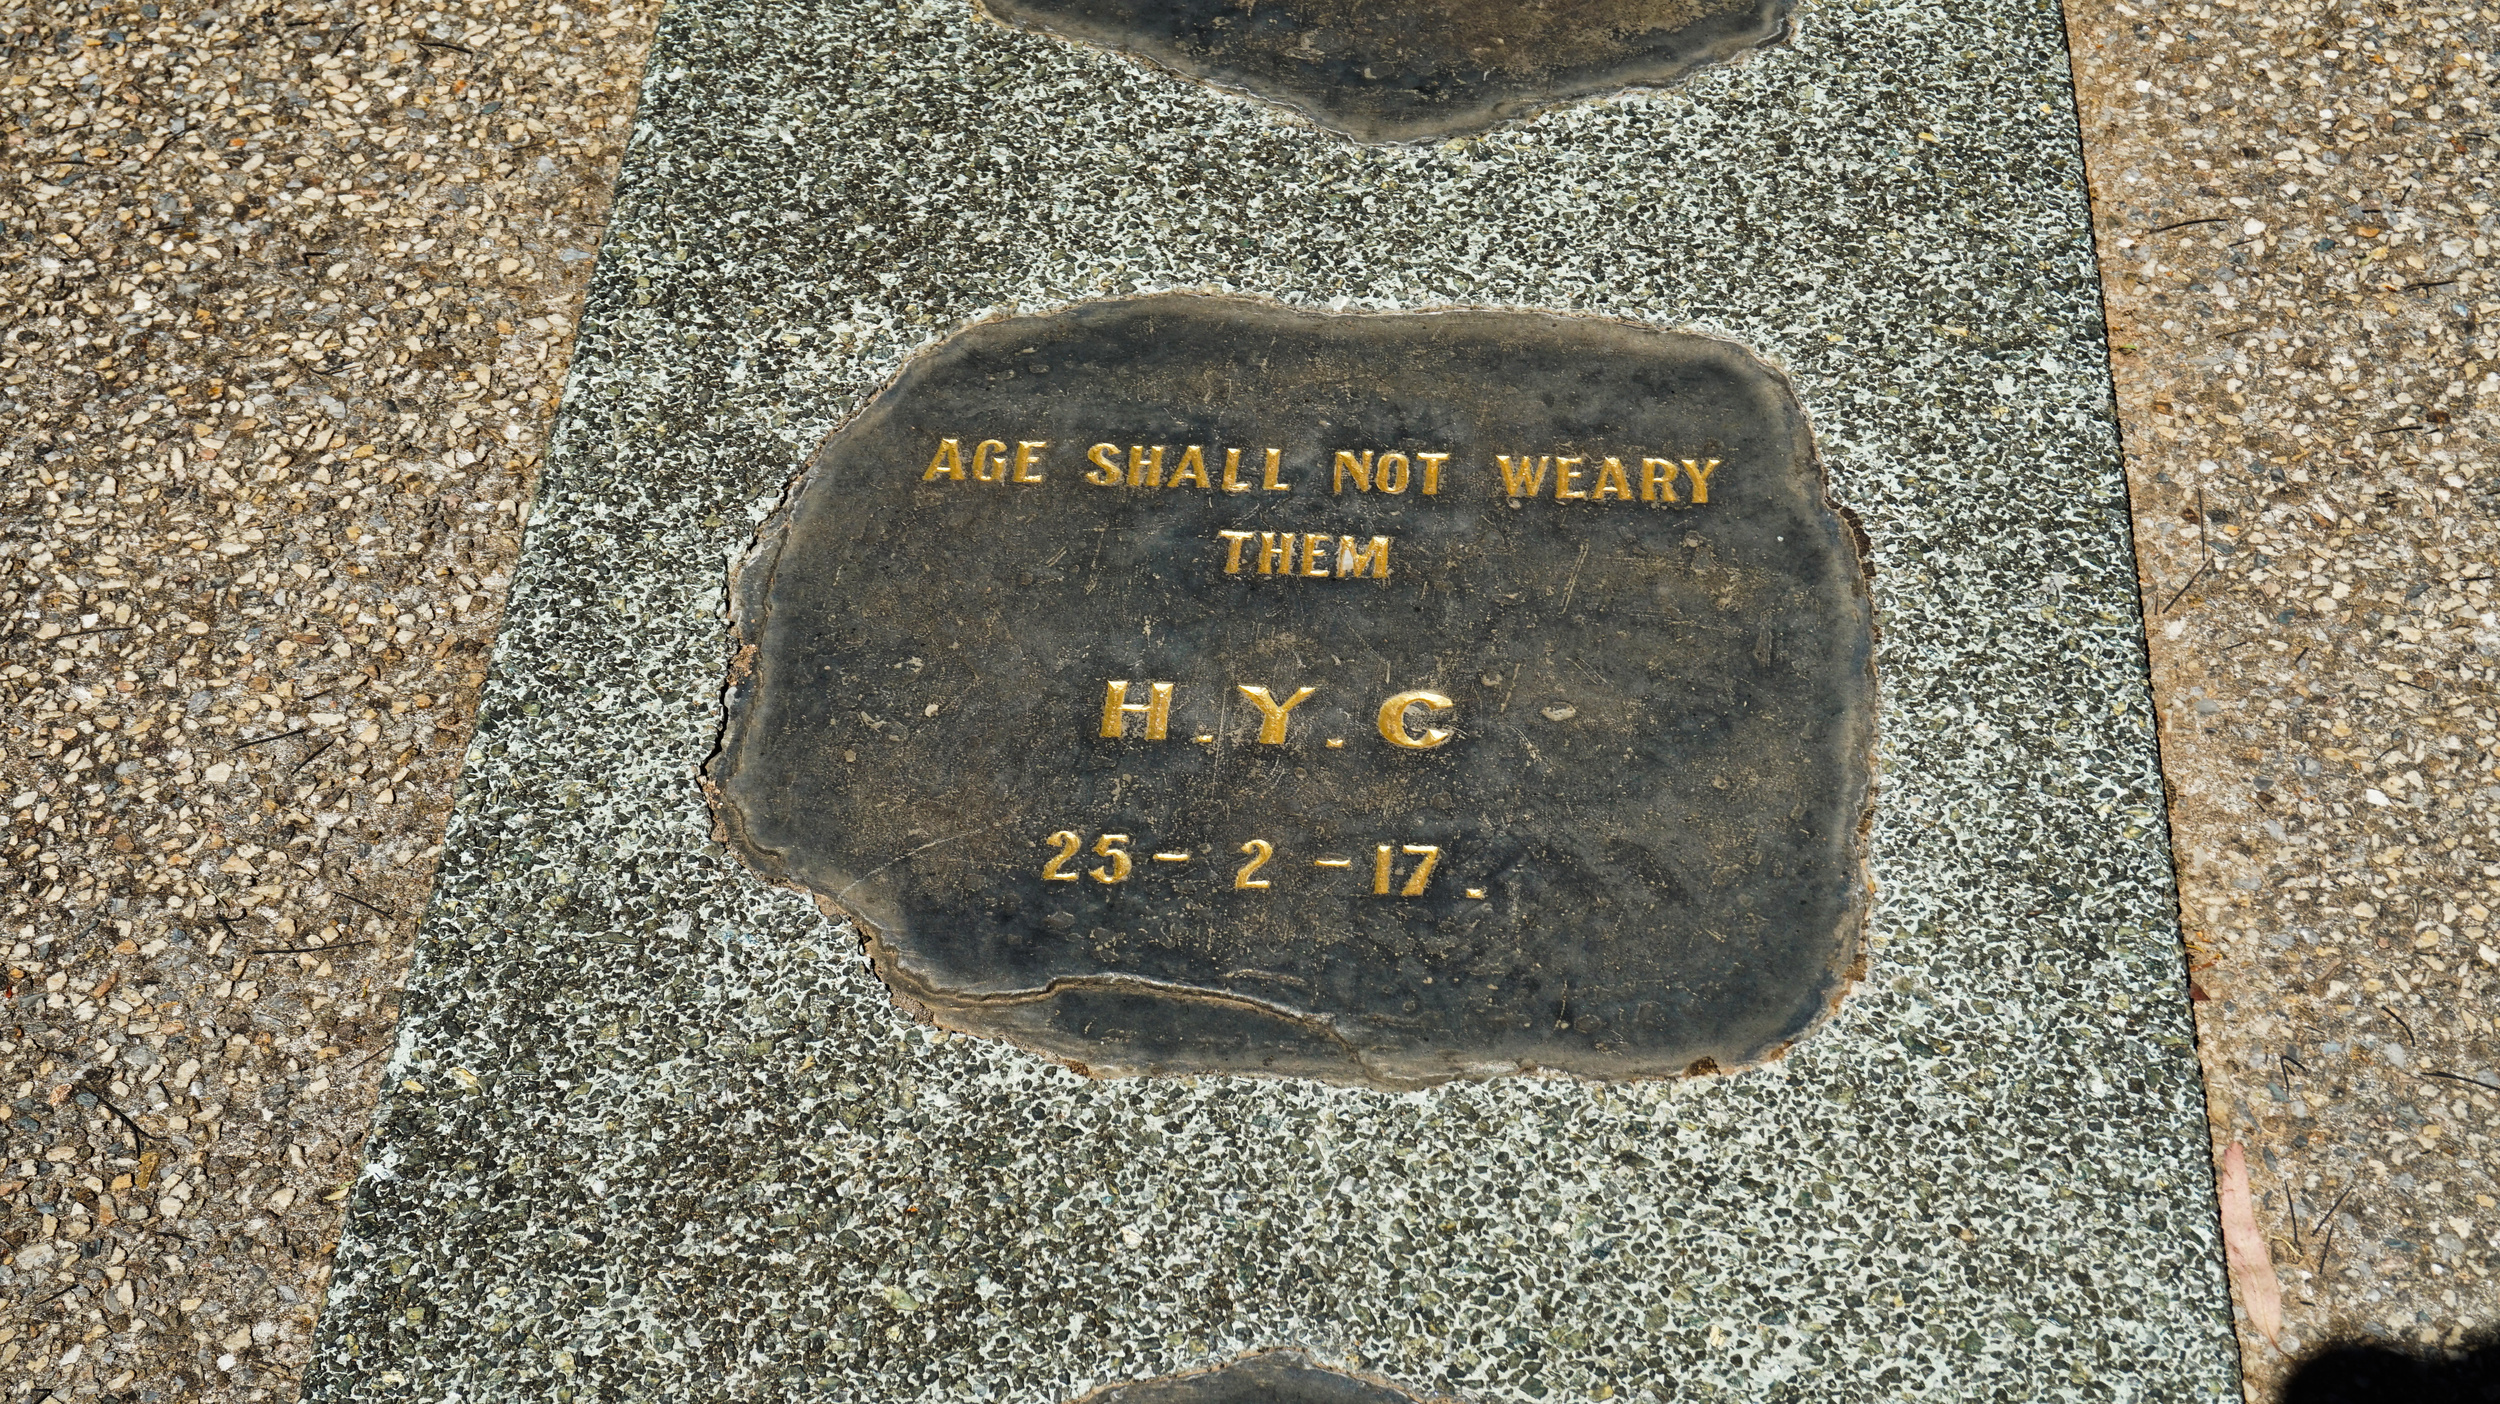 AGE SHALL NOT WEARY
THEM
H.Y.C
25-2-17.